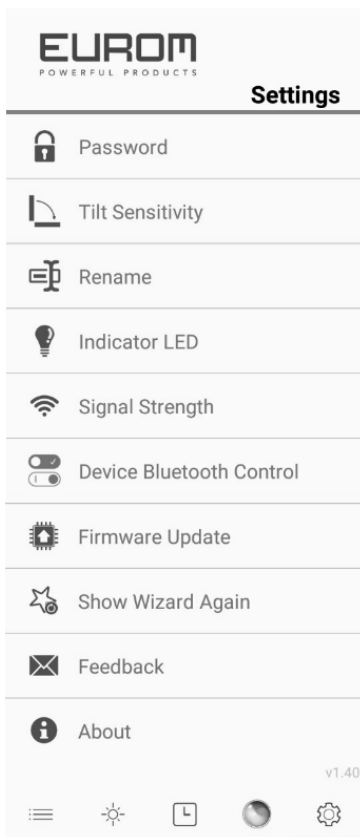 EUROM
POWERFUL PRODUCTS
Settings
Password
Tilt Sensitivity
Rename
Indicator LED
Signal Strength
Device Bluetooth Control
Firmware Update
Show Wizard Again
Feedback
About
v1.40